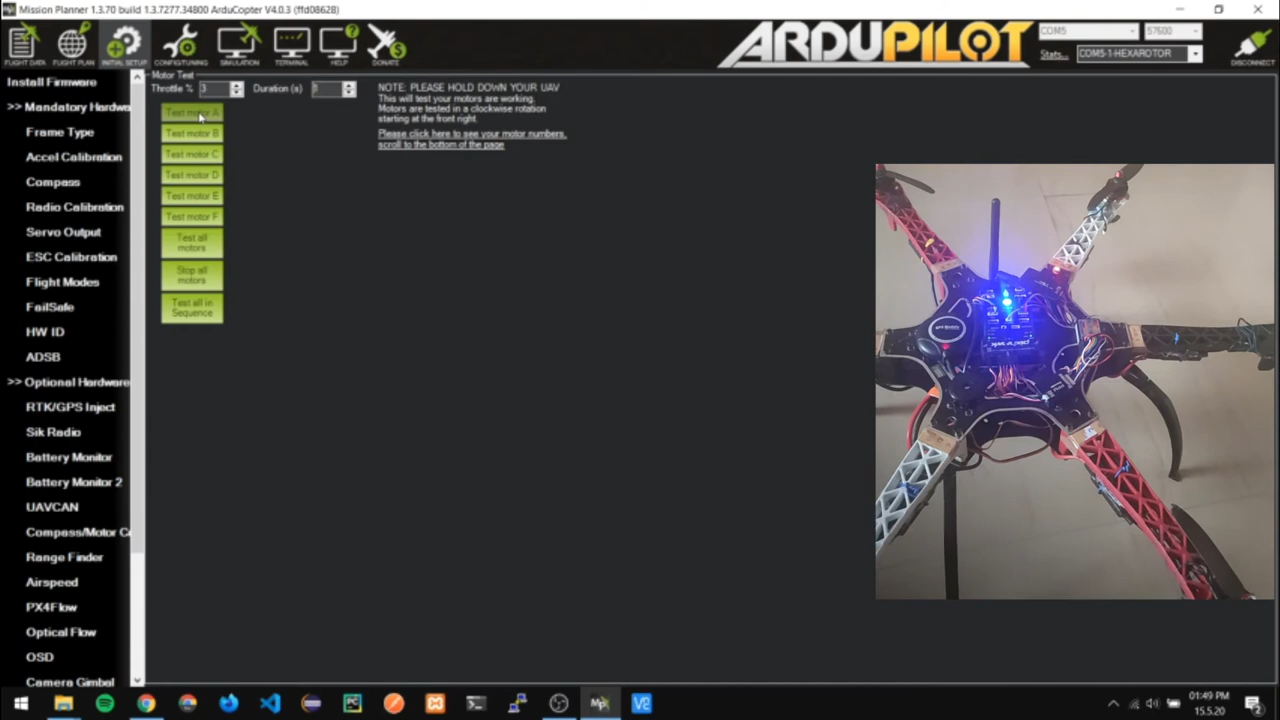 Mission Planner 1.3.70 build 1.3.7277.34800 ArduCopter V4.0.3 (ffd08628)
FLIGHT DATA FLIGHT PLAN INITIAL SETUP CONFIG/TUNING SIMULATION TERMINAL HELP DONATE
ARDUPILOT
COM5 57600
Stats... COM5-1-HEXAROTOR
DISCONNECT
Install Firmware
>> Mandatory Hardwa
Frame Type
Accel Calibration
Compass
Radio Calibration
Servo Output
ESC Calibration
Flight Modes
FailSafe
HW ID
ADSB
>> Optional Hardware
RTK/GPS Inject
Sik Radio
Battery Monitor
Battery Monitor 2
UAVCAN
Compass/Motor Ca
Range Finder
Airspeed
PX4Flow
Optical Flow
OSD
Camera Gimbal
Motor Test
Throttle % 3 Duration (s)
Test motor A
Test motor B
Test motor C
Test motor D
Test motor E
Test motor F
Test all
motors
Stop all
motors
Test all in
Sequence
NOTE: PLEASE HOLD DOWN YOUR UAV
This will test your motors are working.
Motors are tested in a clockwise rotation
starting at the front right.
Please click here to see your motor numbers,
scroll to the bottom of the page
01:49 PM
15.5.20